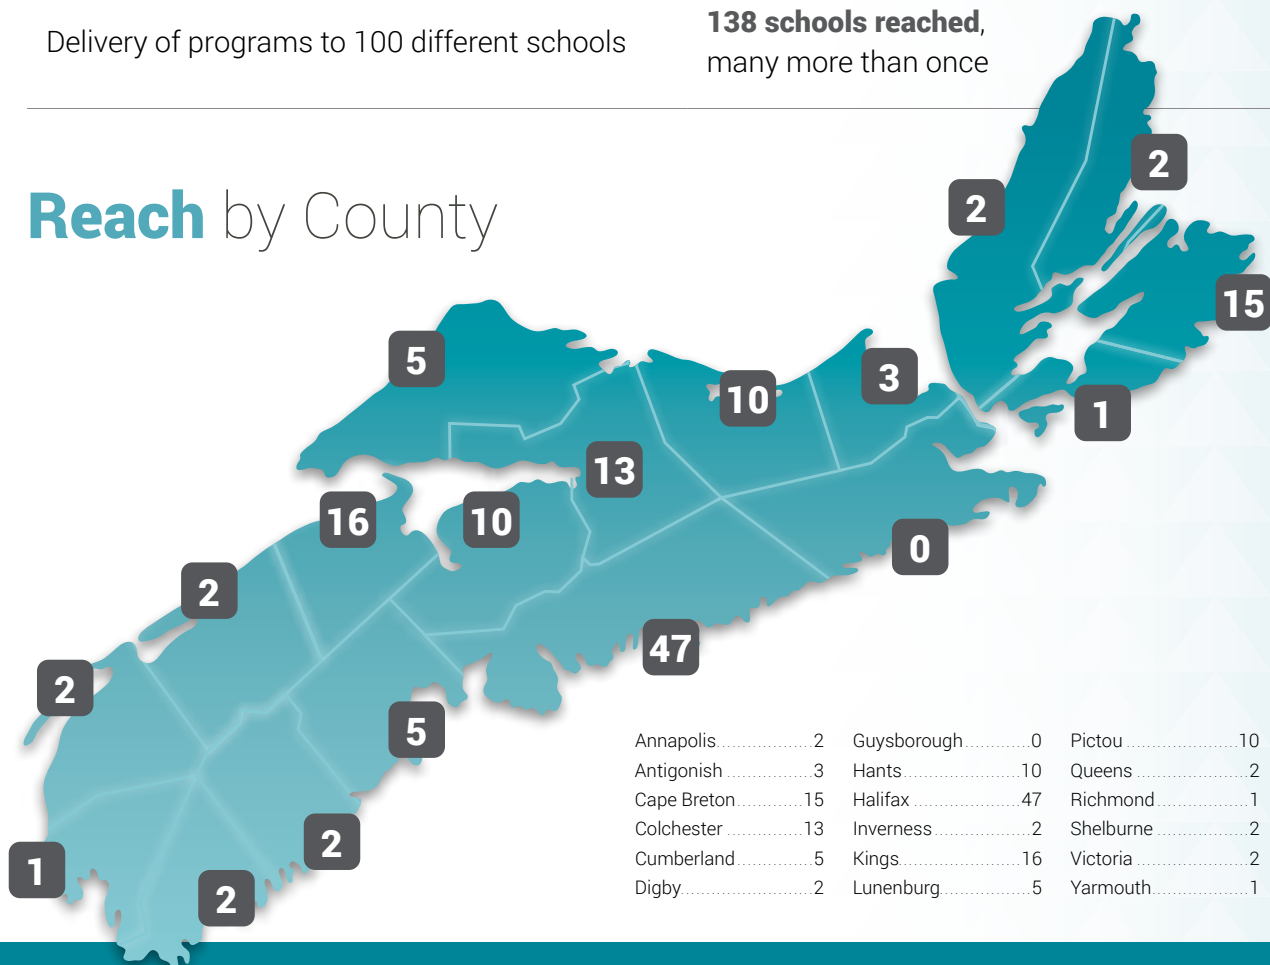 Delivery of programs to 100 different schools
138 schools reached,
many more than once
Reach by County
2
2
15
5
3
10
1
13
16
10
0
2
47
2
5
2
1
2
Annapolis....................2
Antigonish..................3
Cape Breton...............15
Colchester.................13
Cumberland................5
Digby...........................2
Guysborough..............0
Hants.........................10
Halifax.......................47
Inverness.....................2
Kings..........................16
Lunenburg...................5
Pictou........................10
Queens.......................2
Richmond...................1
Shelburne...................2
Victoria.......................2
Yarmouth....................1